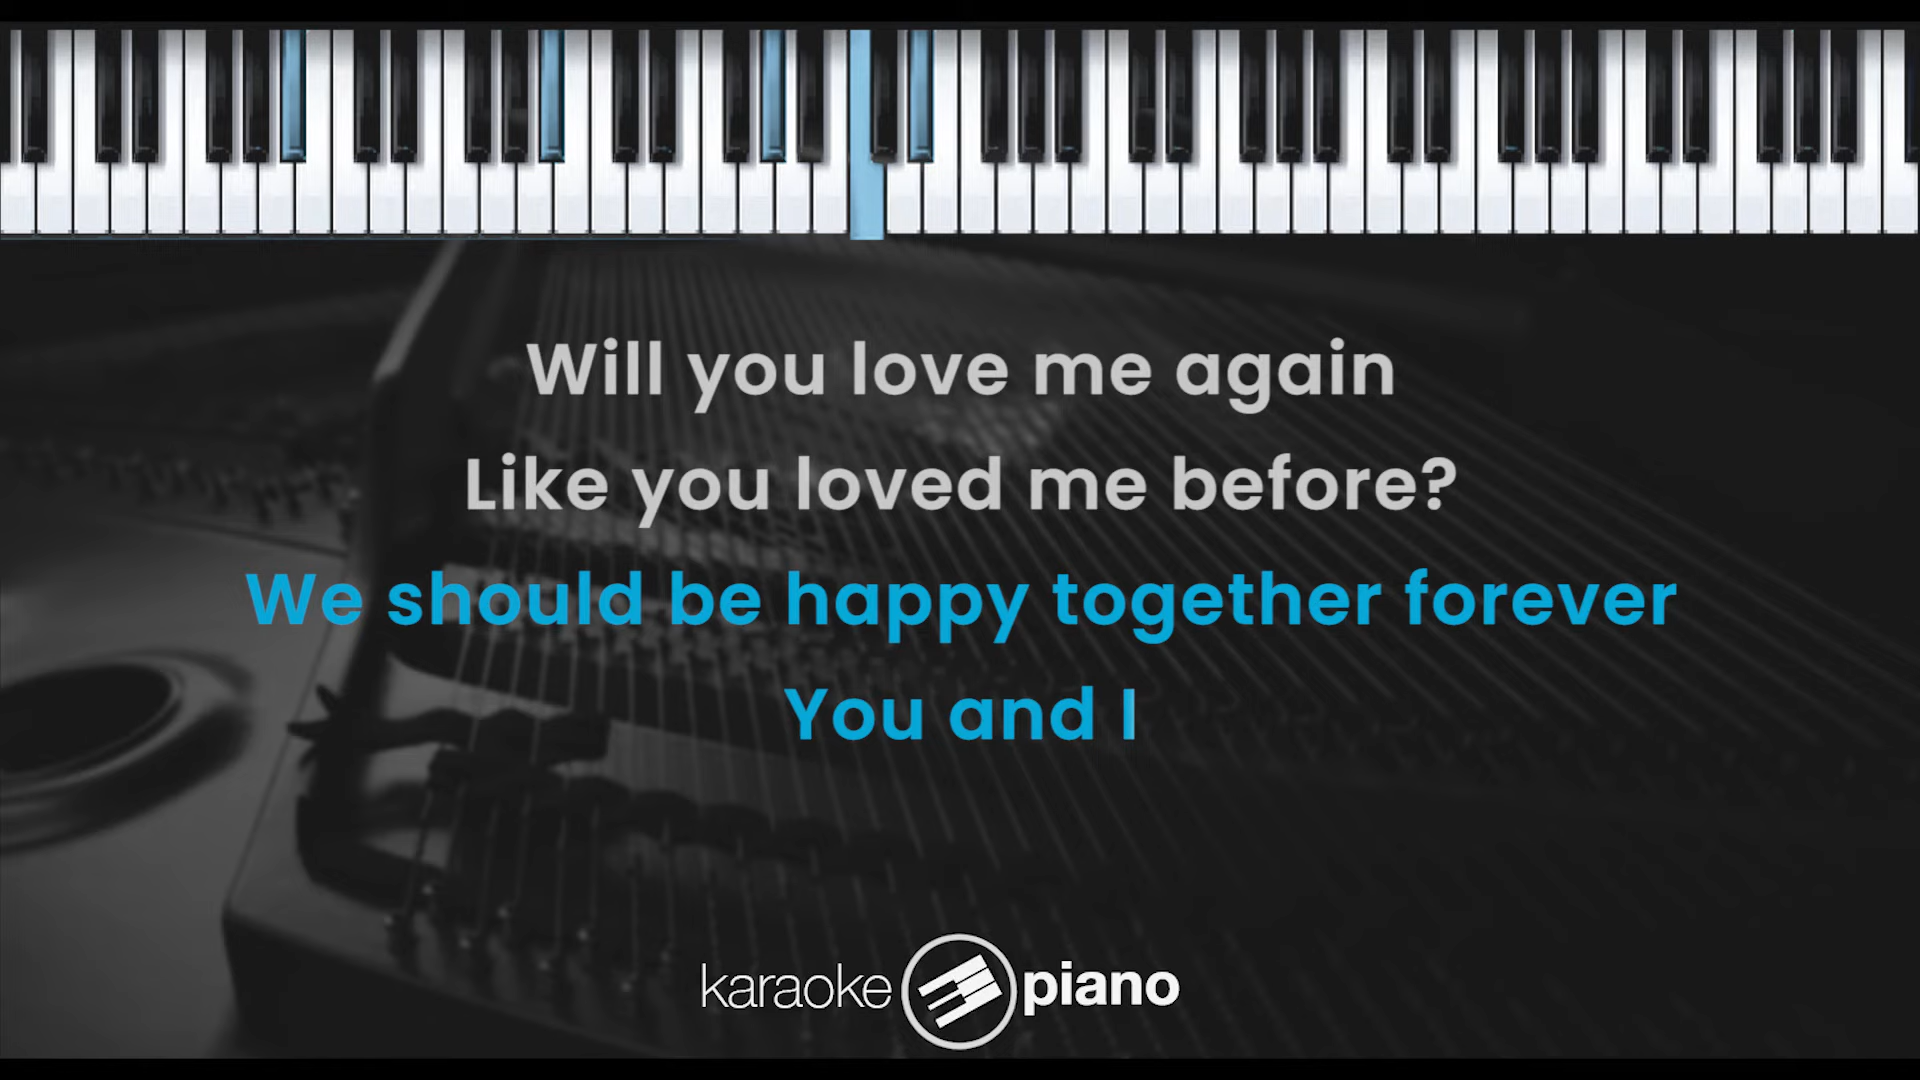 Will you love me again
Like you loved me before?
We should be happy together forever
You and I
karaoke piano